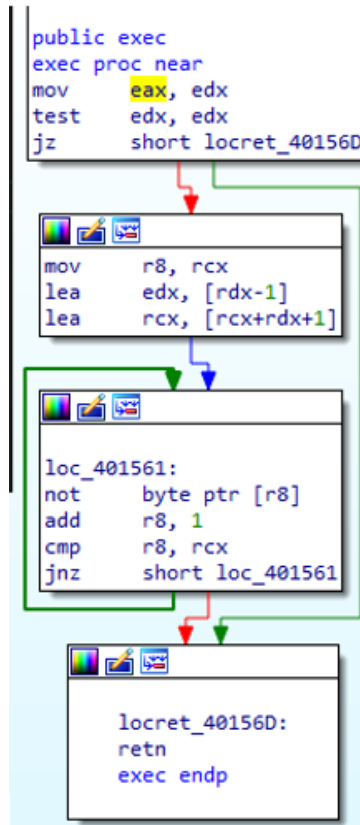 public exec
exec proc near
mov eax, edx
test edx, edx
jz short locret_40156D
mov r8, rcx
lea edx, [rdx-1]
lea rcx, [rcx+rdx+1]
loc_401561:
not byte ptr [r8]
add r8, 1
cmp r8, rcx
jnz short loc_401561
locret_40156D:
retn
exec endp